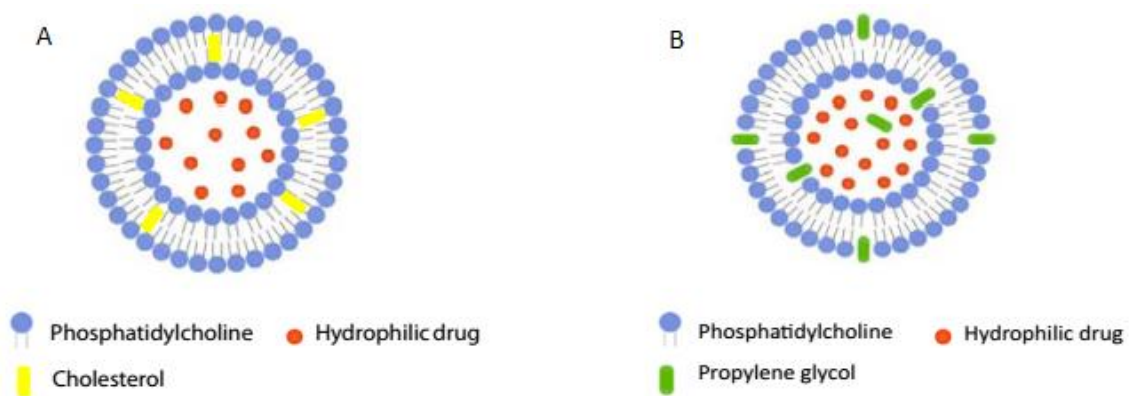 A
B
Phosphatidylcholine
Hydrophilic drug
Cholesterol
Phosphatidylcholine
Hydrophilic drug
Propylene glycol